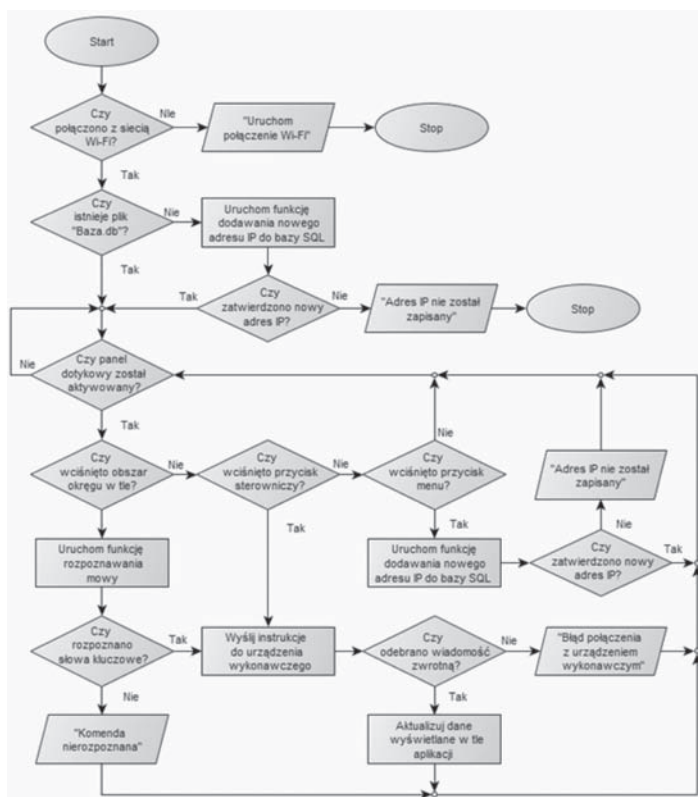 Start
Czy
połączono z siecią
Wi-Fi?
Nie
"Uruchom
połączenie Wi-Fi"
Stop
Tak
Czy
istnieje plik
"Baza.db"?
Nie
Uruchom funkcję
dodawania nowego
adresu IP do bazy SQL
Tak
Tak
Czy
zatwierdzono nowy
adres IP?
Nie
"Adres IP nie został
zapisany"
Stop
Nie
Czy panel
dotykowy został
aktywowany?
Tak
Czy
wciśnięto obszar
okręgu w tle?
Nie
Czy
wciśnięto przycisk
sterowniczy?
Nie
Czy
wciśnięto przycisk
menu?
Nie
"Adres IP nie został
zapisany"
Tak
Tak
Nie
Tak
Uruchom funkcję
rozpoznawania
mowy
Uruchom funkcję
dodawania nowego
adresu IP do bazy SQL
Czy
zatwierdzono nowy
adres IP?
Czy
rozpoznano
słowa kluczowe?
Tak
Wyślij instrukcje
do urządzenia
wykonawczego
Czy
odebrano wiadomość
zwrotną?
Nie
"Błąd połączenia
z urządzeniem
wykonawczym"
Nie
Tak
"Komenda
nierozpoznana"
Aktualizuj dane
wyświetlane w tle
aplikacji